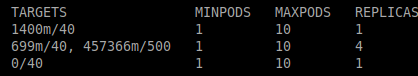 TARGETS MINPODS MAXPODS REPLICAS
1400m/40 1 10 1
699m/40, 457366m/500 1 10 4
0/40 1 10 1